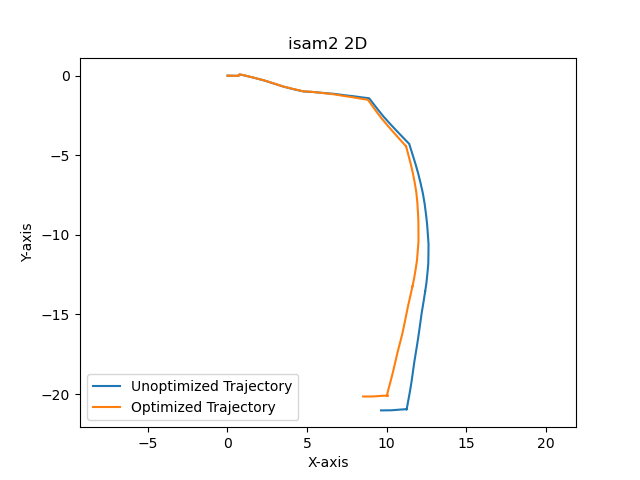 isam2 2D
0
−5
−10
−15
−20
Y-axis
Unoptimized Trajectory
Optimized Trajectory
−5
0
5
10
15
20
X-axis